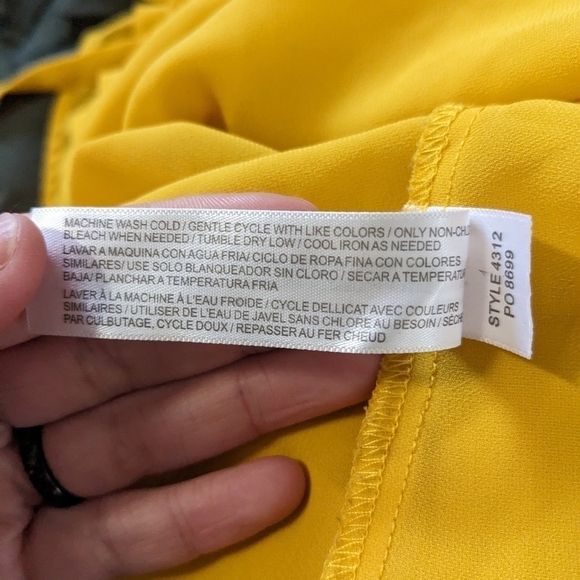 MACHINE WASH COLD / GENTLE CYCLE WITH LIKE COLORS / ONLY NON-
BLEACH WHEN NEEDED / TUMBLE DRY LOW / COOL IRON AS NEEDED
LAVAR A MAQUINA CON AGUA FRIA/ CICLO DE ROPA FINA CON COLORES
SIMILARES/ USE SOLO BLANQUEADOR SIN CLORO / SECAR A TEMPERATU
BAJA/ PLANCHAR A TEMPERATURA FRIA
LAVER À LA MACHINE À L'EAU FROIDE / CYCLE DELLICAT AVEC COULEURS
SIMILAIRES / UTILISER DE L'EAU DE JAVEL SANS CHLORE AU BESOIN / SÉCHE
PAR CULBUTAGE, CYCLE DOUX / REPASSER AU FER CHEUD
STYLE 4312
PO 8699